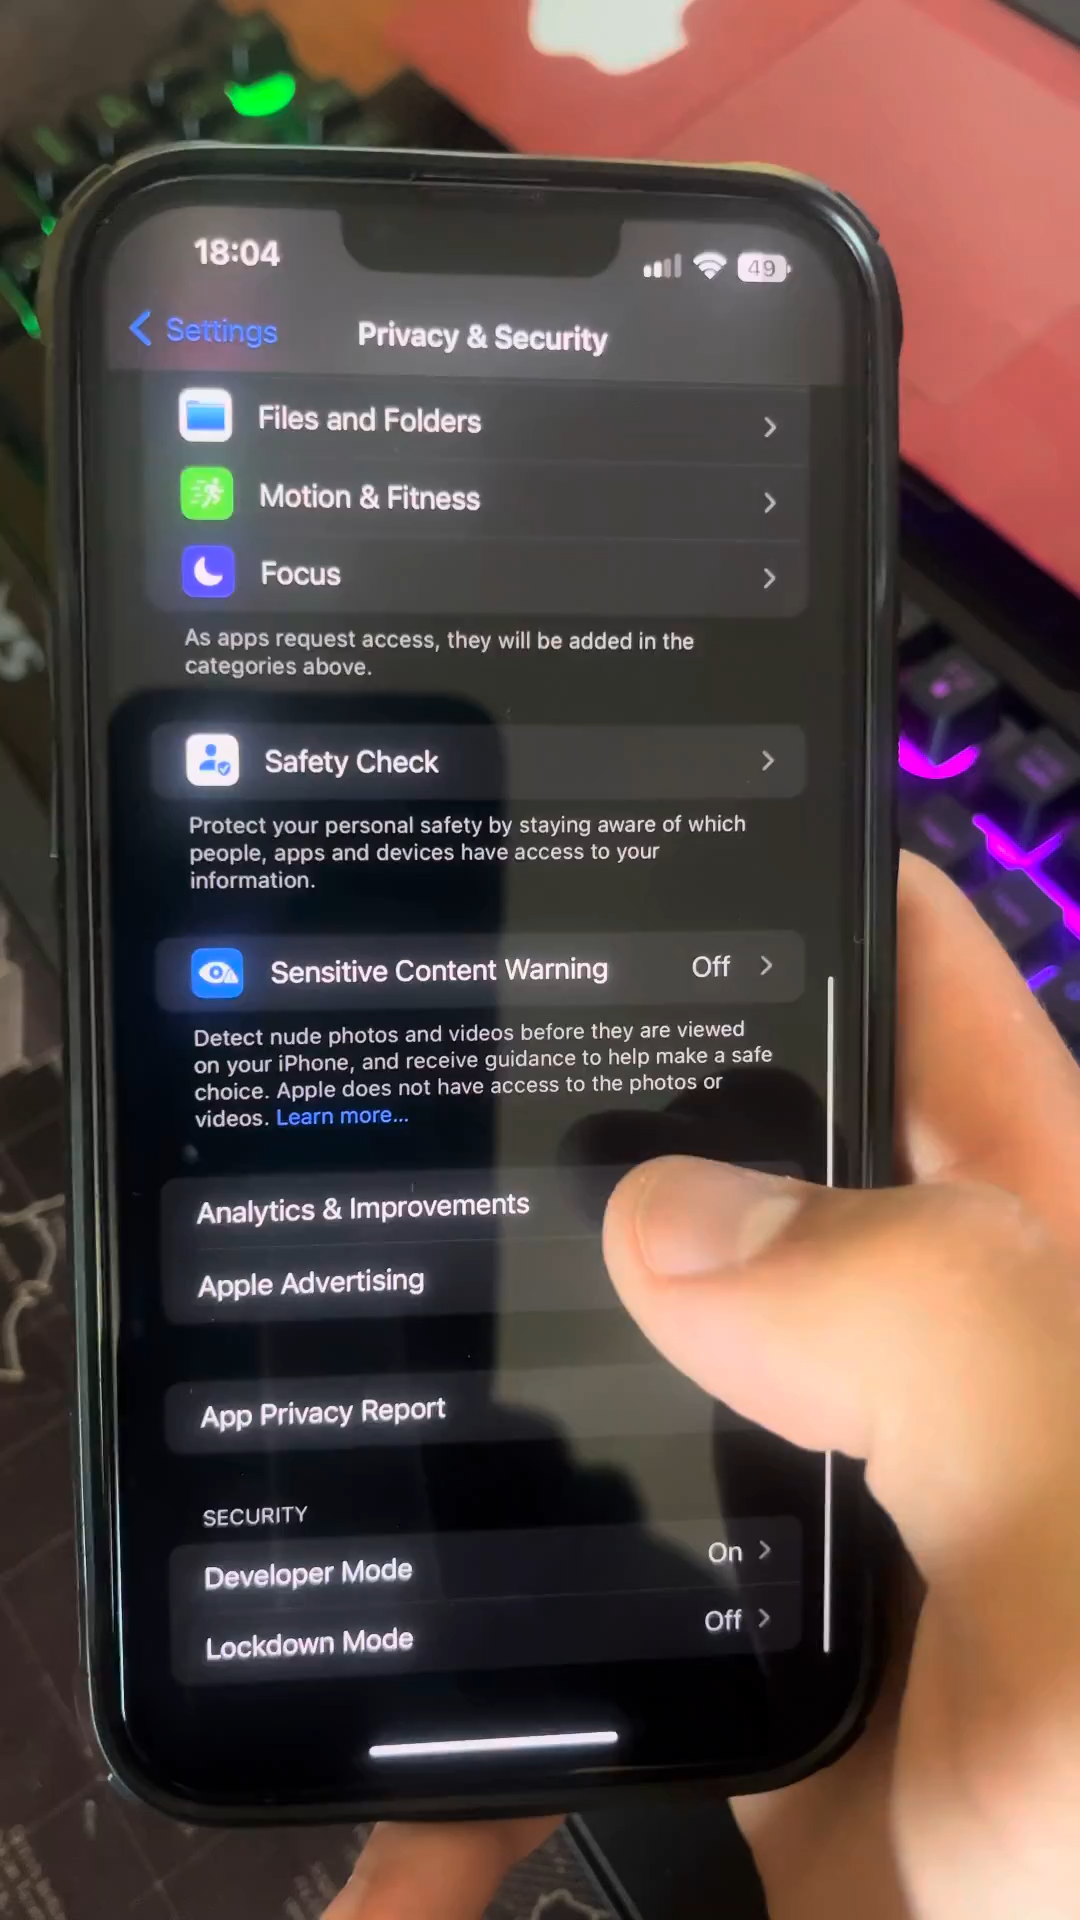 18:04
49
Settings
Privacy & Security
Files and Folders
Motion & Fitness
Focus
As apps request access, they will be added in the
categories above.
Safety Check
Protect your personal safety by staying aware of which
people, apps and devices have access to your
information.
Sensitive Content Warning Off
Detect nude photos and videos before they are viewed
on your iPhone, and receive guidance to help make a safe
choice. Apple does not have access to the photos or
videos. Learn more...
Analytics & Improvements
Apple Advertising
App Privacy Report
SECURITY
Developer Mode On
Lockdown Mode Off